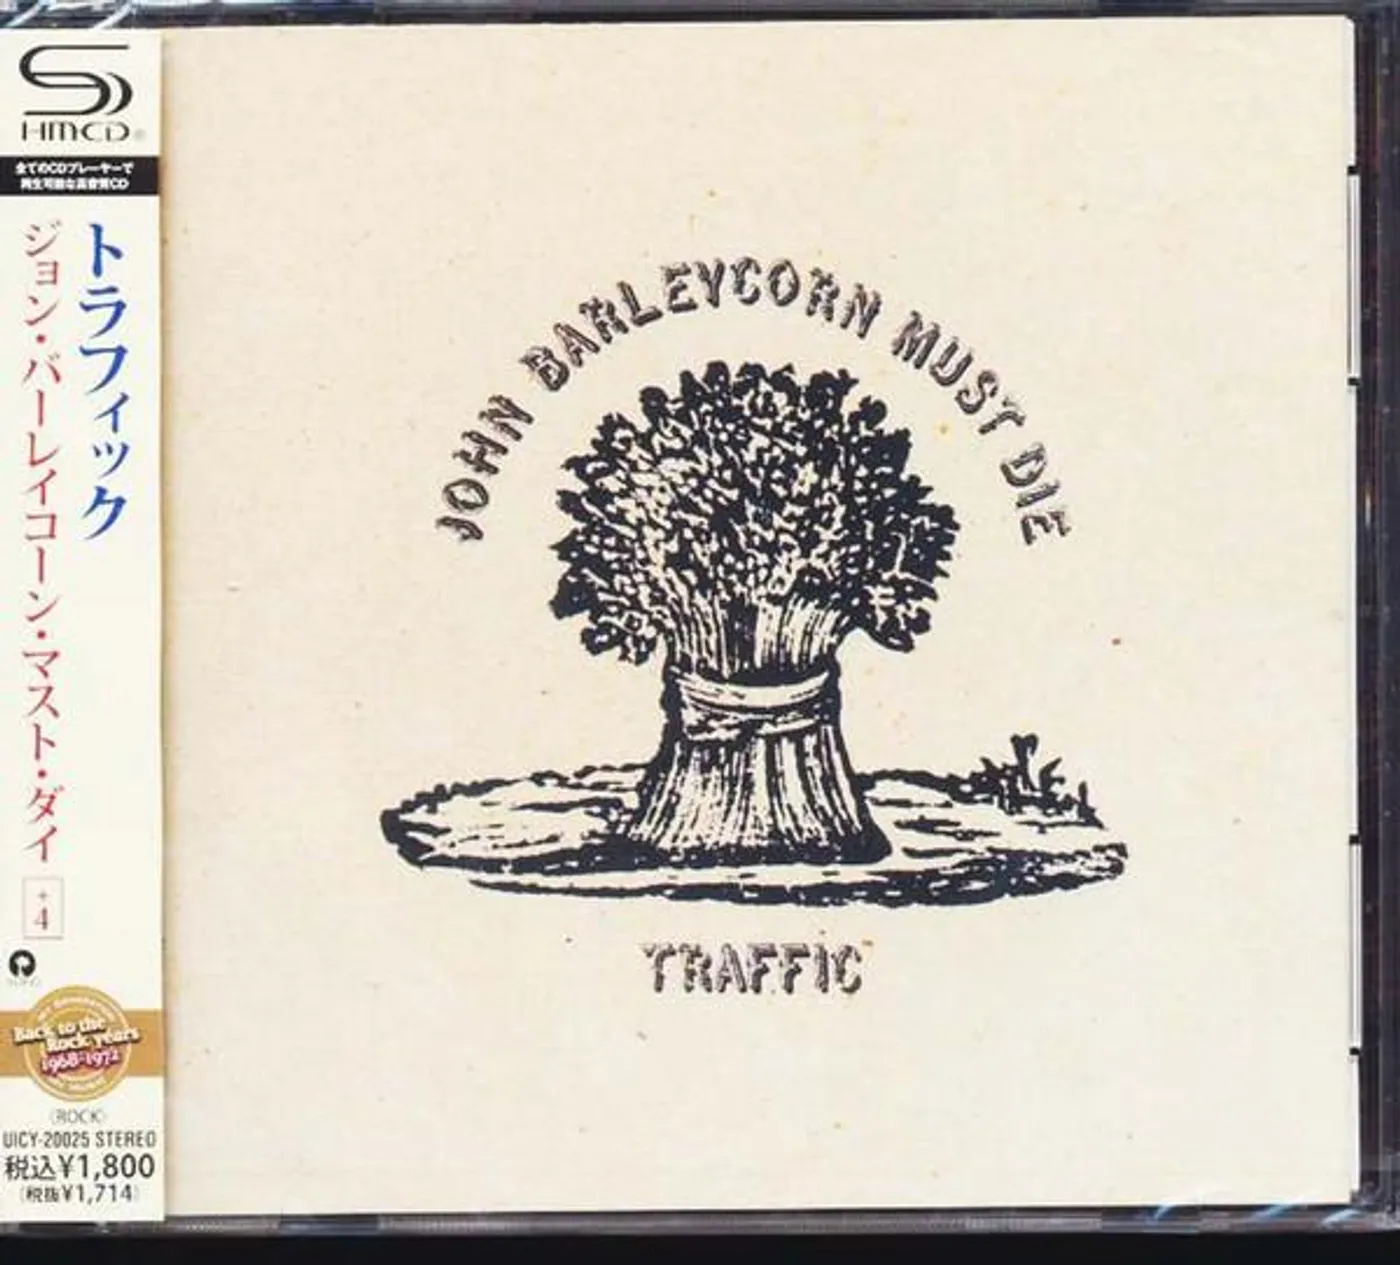 SHMCD
全てのCDプレーヤーで
再生可能な高音質CD
トラフィック
ジョン・バーレイコーン・マスト・ダイ
+4
Back to the
Rock years
1968-1972
〈ROCK〉
UICY-20025 STEREO
税込¥1,800
(税抜¥1,714)
JOHN BARLEYCORN MUST DIE
TRAFFIC